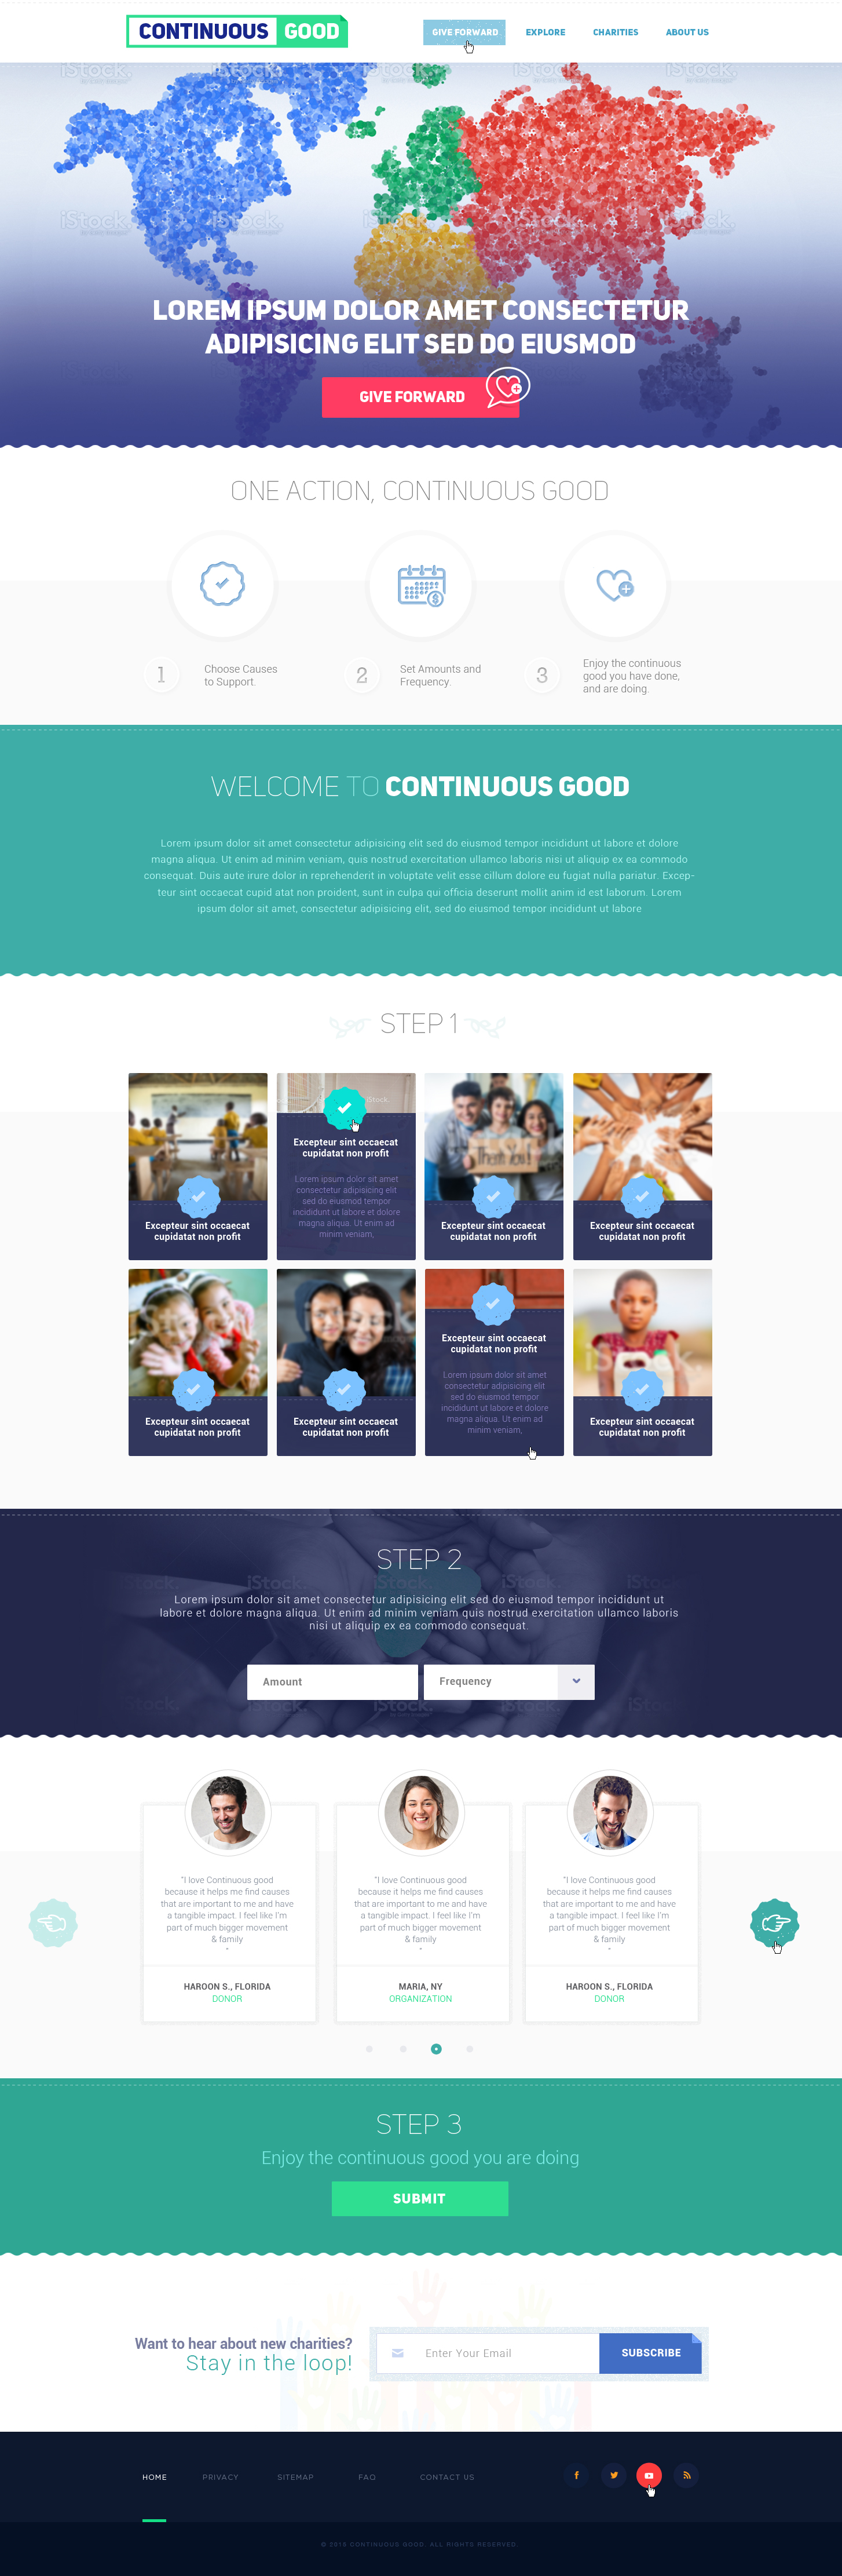 CONTINUOUS GOOD
GIVE FORWARD
EXPLORE
CHARITIES
ABOUT US
iStock.
LOREM IPSUM DOLOR AMET CONSECTETUR
ADIPISICING ELIT SED DO EIUSMOD
GIVE FORWARD
ONE ACTION, CONTINUOUS GOOD
1
Choose Causes
to Support.
2
Set Amounts and
Frequency.
3
Enjoy the continuous
good you have done,
and are doing.
WELCOME TO CONTINUOUS GOOD
Lorem ipsum dolor sit amet consectetur adipisicing elit sed do eiusmod tempor incididunt ut labore et dolore
magna aliqua. Ut enim ad minim veniam, quis nostrud exercitation ullamco laboris nisi ut aliquip ex ea commodo
consequat. Duis aute irure dolor in reprehenderit in voluptate velit esse cillum dolore eu fugiat nulla pariatur. Excep-
teur sint occaecat cupid atat non proident, sunt in culpa qui officia deserunt mollit anim id est laborum. Lorem
ipsum dolor sit amet, consectetur adipisicing elit, sed do eiusmod tempor incididunt ut labore
STEP 1
Excepteur sint occaecat
cupidatat non profit
iStock.
Excepteur sint occaecat
cupidatat non profit
Lorem ipsum dolor sit amet
consectetur adipisicing elit
sed do eiusmod tempor
incididunt ut labore et dolore
magna aliqua. Ut enim ad
minim veniam,
Thank you!
Excepteur sint occaecat
cupidatat non profit
Excepteur sint occaecat
cupidatat non profit
Excepteur sint occaecat
cupidatat non profit
Excepteur sint occaecat
cupidatat non profit
Excepteur sint occaecat
cupidatat non profit
Lorem ipsum dolor sit amet
consectetur adipisicing elit
sed do eiusmod tempor
incididunt ut labore et dolore
magna aliqua. Ut enim ad
minim veniam,
iStock
Excepteur sint occaecat
cupidatat non profit
STEP 2
iStock.
Lorem ipsum dolor sit amet consectetur adipisicing elit sed do eiusmod tempor incididunt ut
labore et dolore magna aliqua. Ut enim ad minim veniam quis nostrud exercitation ullamco laboris
nisi ut aliquip ex ea commodo consequat.
Amount
Frequency
"I love Continuous good
because it helps me find causes
that are important to me and have
a tangible impact. I feel like I'm
part of much bigger movement
& family
"
HAROON S., FLORIDA
DONOR
"I love Continuous good
because it helps me find causes
that are important to me and have
a tangible impact. I feel like I'm
part of much bigger movement
& family
"
MARIA, NY
ORGANIZATION
"I love Continuous good
because it helps me find causes
that are important to me and have
a tangible impact. I feel like I'm
part of much bigger movement
& family
"
HAROON S., FLORIDA
DONOR
STEP 3
Enjoy the continuous good you are doing
SUBMIT
Want to hear about new charities?
Stay in the loop!
Enter Your Email
SUBSCRIBE
HOME
PRIVACY
SITEMAP
FAQ
CONTACT US
© 2016 CONTINUOUS GOOD. ALL RIGHTS RESERVED.